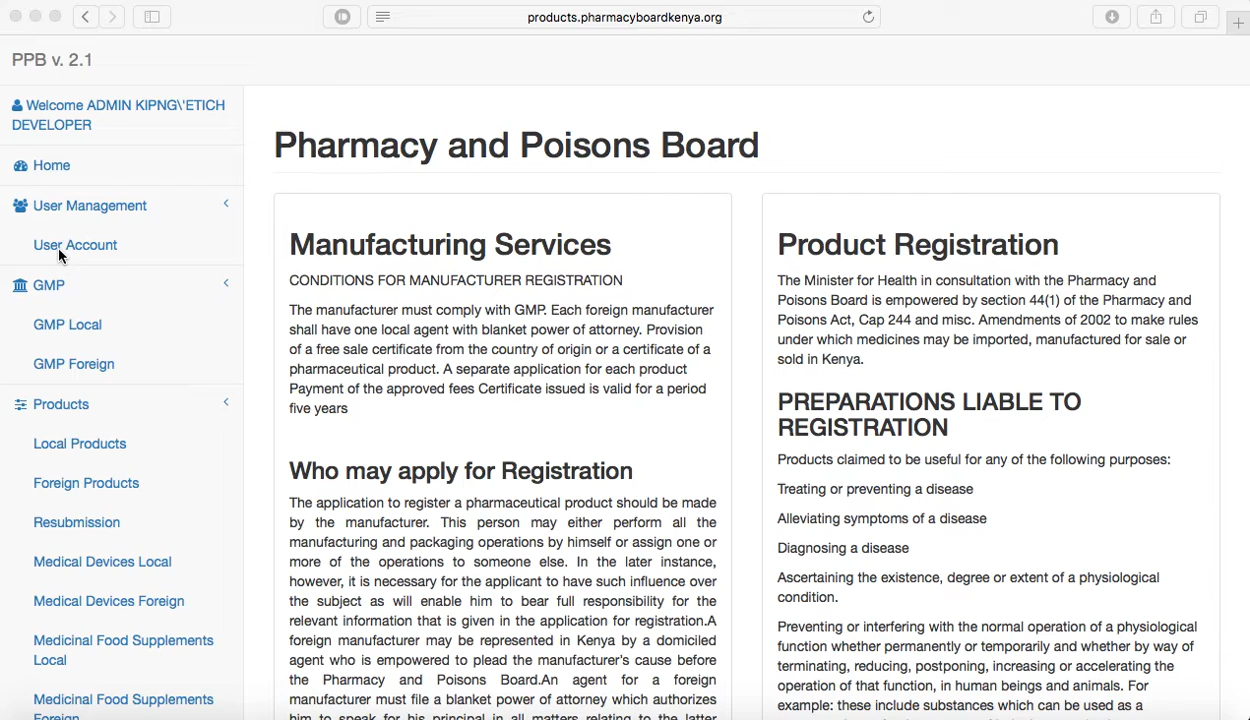 products.pharmacyboardkenya.org
PPB v. 2.1
Welcome ADMIN KIPNG\'ETICH
DEVELOPER
Home
User Management
User Account
GMP
GMP Local
GMP Foreign
Products
Local Products
Foreign Products
Resubmission
Medical Devices Local
Medical Devices Foreign
Medicinal Food Supplements
Local
Medicinal Food Supplements
Foreign
Pharmacy and Poisons Board
Manufacturing Services
CONDITIONS FOR MANUFACTURER REGISTRATION
The manufacturer must comply with GMP. Each foreign manufacturer
shall have one local agent with blanket power of attorney. Provision
of a free sale certificate from the country of origin or a certificate of a
pharmaceutical product. A separate application for each product
Payment of the approved fees Certificate issued is valid for a period
five years
Who may apply for Registration
The application to register a pharmaceutical product should be made
by the manufacturer. This person may either perform all the
manufacturing and packaging operations by himself or assign one or
more of the operations to someone else. In the later instance,
however, it is necessary for the applicant to have such influence over
the subject as will enable him to bear full responsibility for the
relevant information that is given in the application for registration.A
foreign manufacturer may be represented in Kenya by a domiciled
agent who is empowered to plead the manufacturer's cause before
the Pharmacy and Poisons Board.An agent for a foreign
manufacturer must file a blanket power of attorney which authorizes
him to speak for his principal in all matters relating to the latter
Product Registration
The Minister for Health in consultation with the Pharmacy and
Poisons Board is empowered by section 44(1) of the Pharmacy and
Poisons Act, Cap 244 and misc. Amendments of 2002 to make rules
under which medicines may be imported, manufactured for sale or
sold in Kenya.
PREPARATIONS LIABLE TO
REGISTRATION
Products claimed to be useful for any of the following purposes:
Treating or preventing a disease
Alleviating symptoms of a disease
Diagnosing a disease
Ascertaining the existence, degree or extent of a physiological
condition.
Preventing or interfering with the normal operation of a physiological
function whether permanently or temporarily and whether by way of
terminating, reducing, postponing, increasing or accelerating the
operation of that function, in human beings and animals. For
example: these include substances which can be used as a